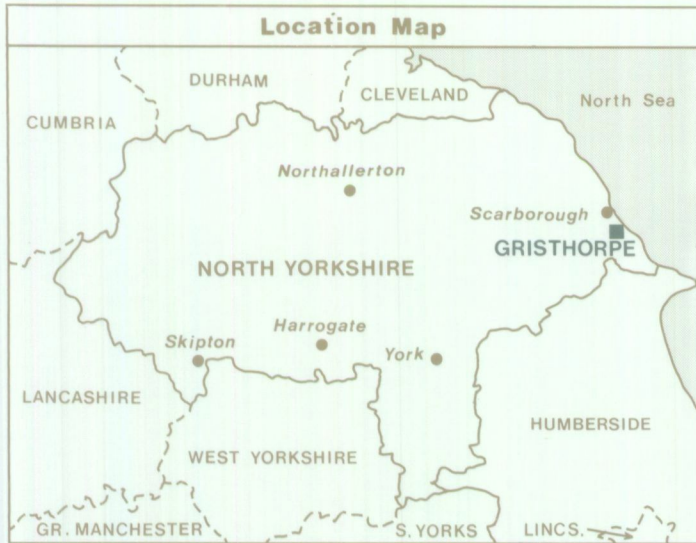 Location Map
DURHAM
CLEVELAND
North Sea
CUMBRIA
Northallerton
Scarborough
GRISTHORPE
NORTH YORKSHIRE
Harrogate
Skipton
York
LANCASHIRE
HUMBERSIDE
WEST YORKSHIRE
GR. MANCHESTER
S. YORKS
LINCS.